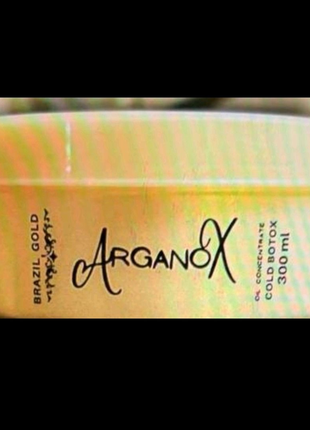 BRAZIL GOLD
ARGANOX
OIL CONCENTRATE
COLD BOTOX
300 ml